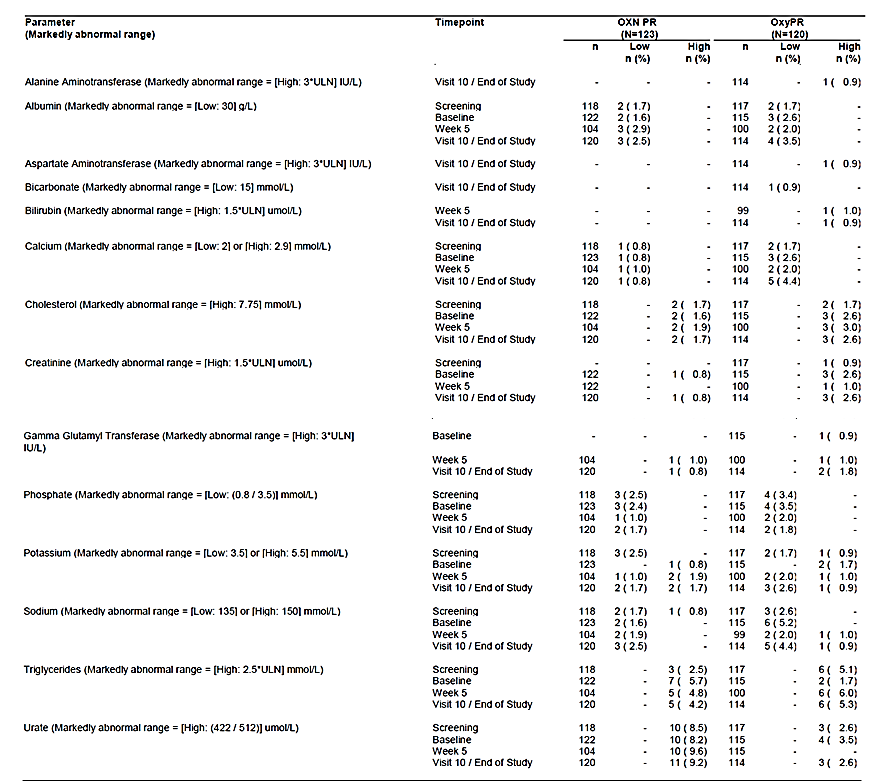 Parameter Timepoint OXN PR OxyPR
(Markedly abnormal range) (N=123) (N=120)
n Low High n Low High
n (%) n (%) n (%) n (%)
Alanine Aminotransferase (Markedly abnormal range = [High: 3*ULN] IU/L) Visit 10 / End of Study - - - 114 - 1 ( 0.9)
Albumin (Markedly abnormal range = [Low: 30] g/L) Screening 118 2 (1.7) - 117 2 (1.7) -
Baseline 122 2 (1.6) - 115 3 (2.6) -
Week 5 104 3 (2.9) - 100 2 (2.0) -
Visit 10 / End of Study 120 3 (2.5) - 114 4 (3.5) -
Aspartate Aminotransferase (Markedly abnormal range = [High: 3*ULN] IU/L) Visit 10 / End of Study - - - 114 - 1 ( 0.9)
Bicarbonate (Markedly abnormal range = [Low: 15] mmol/L) Visit 10 / End of Study - - - 114 1 (0.9) -
Bilirubin (Markedly abnormal range = [High: 1.5*ULN] umol/L) Week 5 - - - 99 - 1 ( 1.0)
Visit 10 / End of Study - - - 114 - 1 ( 0.9)
Calcium (Markedly abnormal range = [Low: 2] or [High: 2.9] mmol/L) Screening 118 1 (0.8) - 117 2 (1.7) -
Baseline 123 1 (0.8) - 115 3 (2.6) -
Week 5 104 1 (1.0) - 100 2 (2.0) -
Visit 10 / End of Study 120 1 (0.8) - 114 5 (4.4) -
Cholesterol (Markedly abnormal range = [High: 7.75] mmol/L) Screening 118 - 2 ( 1.7) 117 - 2 ( 1.7)
Baseline 122 - 2 ( 1.6) 115 - 3 ( 2.6)
Week 5 104 - 2 ( 1.9) 100 - 3 ( 3.0)
Visit 10 / End of Study 120 - 2 ( 1.7) 114 - 3 ( 2.6)
Creatinine (Markedly abnormal range = [High: 1.5*ULN] umol/L) Screening - - - 117 - 1 ( 0.9)
Baseline 122 - 1 ( 0.8) 115 - 3 ( 2.6)
Week 5 122 - - 100 - 1 ( 1.0)
Visit 10 / End of Study 120 - 1 ( 0.8) 114 - 3 ( 2.6)
Gamma Glutamyl Transferase (Markedly abnormal range = [High: 3*ULN] Baseline - - - 115 - 1 ( 0.9)
IU/L)
Week 5 104 - 1 ( 1.0) 100 - 1 ( 1.0)
Visit 10 / End of Study 120 - 1 ( 0.8) 114 - 2 ( 1.8)
Phosphate (Markedly abnormal range = [Low: (0.8 / 3.5)] mmol/L) Screening 118 3 (2.5) - 117 4 (3.4) -
Baseline 123 3 (2.4) - 115 4 (3.5) -
Week 5 104 1 (1.0) - 100 2 (2.0) -
Visit 10 / End of Study 120 2 (1.7) - 114 2 (1.8) -
Potassium (Markedly abnormal range = [Low: 3.5] or [High: 5.5] mmol/L) Screening 118 3 (2.5) - 117 2 (1.7) 1 ( 0.9)
Baseline 123 - 1 ( 0.8) 115 - 2 ( 1.7)
Week 5 104 1 (1.0) 2 ( 1.9) 100 2 (2.0) 1 ( 1.0)
Visit 10 / End of Study 120 2 (1.7) 2 ( 1.7) 114 3 (2.6) 1 ( 0.9)
Sodium (Markedly abnormal range = [Low: 135] or [High: 150] mmol/L) Screening 118 2 (1.7) 1 ( 0.8) 117 3 (2.6) -
Baseline 123 2 (1.6) - 115 6 (5.2) -
Week 5 104 2 (1.9) - 99 2 (2.0) 1 ( 1.0)
Visit 10 / End of Study 120 3 (2.5) - 114 5 (4.4) 1 ( 0.9)
Triglycerides (Markedly abnormal range = [High: 2.5*ULN] mmol/L) Screening 118 - 3 ( 2.5) 117 - 6 ( 5.1)
Baseline 122 - 7 ( 5.7) 115 - 2 ( 1.7)
Week 5 104 - 5 ( 4.8) 100 - 6 ( 6.0)
Visit 10 / End of Study 120 - 5 ( 4.2) 114 - 6 ( 5.3)
Urate (Markedly abnormal range = [High: (422 / 512)] umol/L) Screening 118 - 10 ( 8.5) 117 - 3 ( 2.6)
Baseline 122 - 10 ( 8.2) 115 - 4 ( 3.5)
Week 5 104 - 10 ( 9.6) 115 - -
Visit 10 / End of Study 120 - 11 ( 9.2) 114 - 3 ( 2.6)